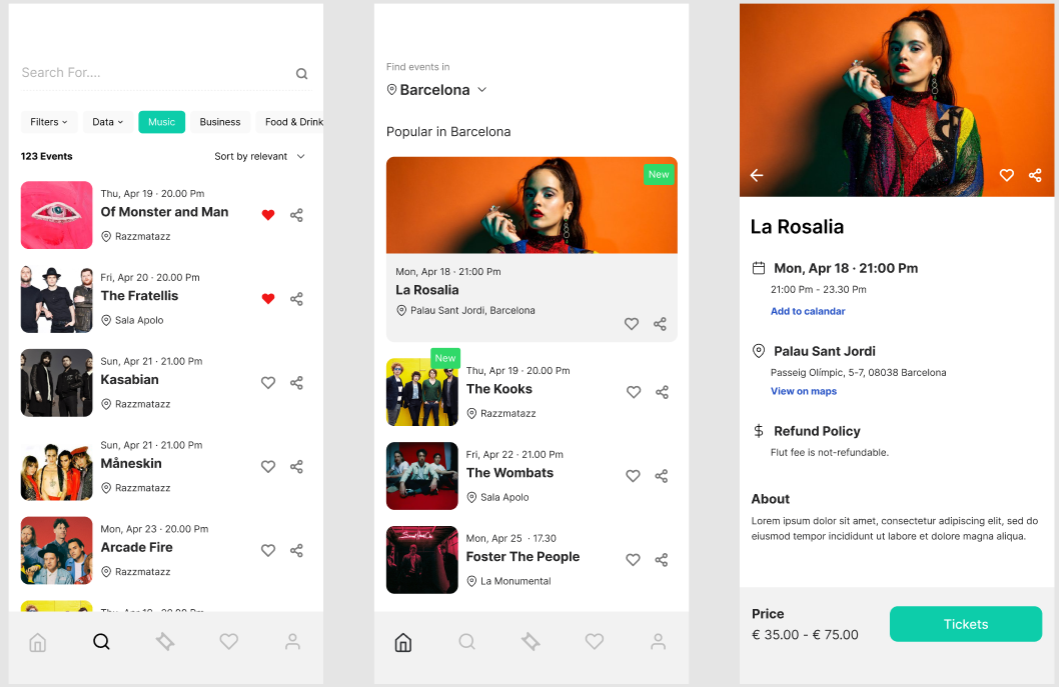 Search For....
Filters
Data
Music
Business
Food & Drink
123 Events
Sort by relevant
Thu, Apr 19 · 20.00 Pm
Of Monster and Man
Razzmatazz
Fri, Apr 20 · 20.00 Pm
The Fratellis
Sala Apolo
Sun, Apr 21 · 21.00 Pm
Kasabian
Razzmatazz
Sun, Apr 21 · 21.00 Pm
Måneskin
Razzmatazz
Mon, Apr 23 · 20.00 Pm
Arcade Fire
Razzmatazz
Thu, Apr 19 · 20.00 Pm
Find events in
Barcelona
Popular in Barcelona
New
Mon, Apr 18 · 21:00 Pm
La Rosalia
Palau Sant Jordi, Barcelona
New
Thu, Apr 19 · 20.00 Pm
The Kooks
Razzmatazz
Fri, Apr 22 · 21.00 Pm
The Wombats
Sala Apolo
Mon, Apr 25 · 17.30
Foster The People
La Monumental
La Rosalia
Mon, Apr 18 · 21:00 Pm
21:00 Pm - 23.30 Pm
Add to calandar
Palau Sant Jordi
Passeig Olímpic, 5-7, 08038 Barcelona
View on maps
Refund Policy
Flut fee is not-refundable.
About
Lorem ipsum dolor sit amet, consectetur adipiscing elit, sed do
eiusmod tempor incididunt ut labore et dolore magna aliqua.
Price
€ 35.00 - € 75.00
Tickets